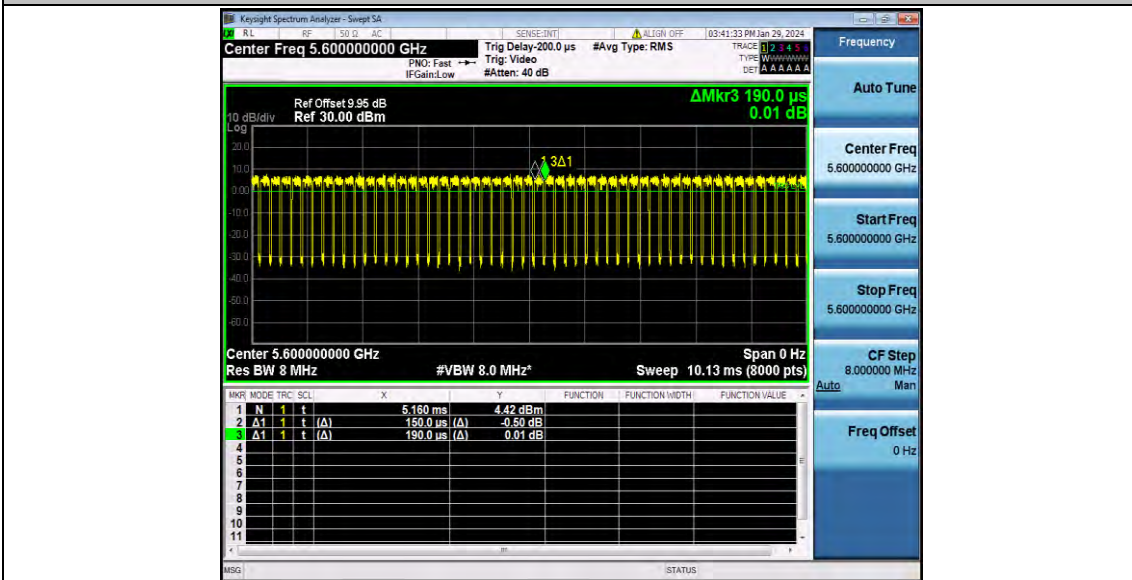 Keysight Spectrum Analyzer - Swept SA
RL RF 50 Ω AC SENSE:INT ALIGN OFF 03:41:33 PM Jan 29, 2024
Center Freq 5.600000000 GHz Trig Delay-200.0 µs #Avg Type: RMS TRACE 1 2 3 4 5 6
PNO: Fast Trig: Video TYPE
IFGain:Low #Atten: 40 dB DET A A A A A A
Frequency
Auto Tune
ΔMkr3 190.0 µs
0.01 dB
Ref Offset 9.95 dB
10 dB/div Ref 30.00 dBm
Log
20.0
10.0
0.00
-10.0
-20.0
-30.0
-40.0
-50.0
-60.0
1 3Δ1
Center 5.600000000 GHz Span 0 Hz
Res BW 8 MHz #VBW 8.0 MHz* Sweep 10.13 ms (8000 pts)
Center Freq
5.600000000 GHz
Start Freq
5.600000000 GHz
Stop Freq
5.600000000 GHz
CF Step
8.000000 MHz
Auto Man
Freq Offset
0 Hz
MKR MODE TRC SCL X Y FUNCTION FUNCTION WIDTH FUNCTION VALUE
1 N 1 t 5.160 ms 4.42 dBm
2 Δ1 1 t (Δ) 150.0 µs (Δ) -0.50 dB
3 Δ1 1 t (Δ) 190.0 µs (Δ) 0.01 dB
4
5
6
7
8
9
10
11
MSG STATUS